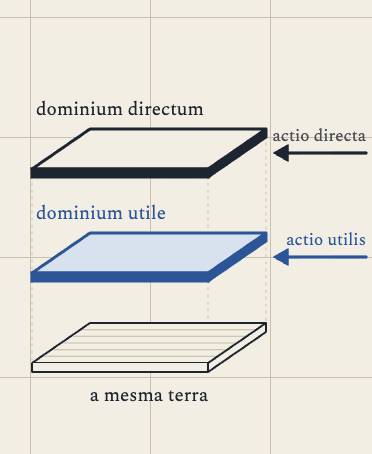 dominium directum
actio directa
dominium utile
actio utilis
a mesma terra